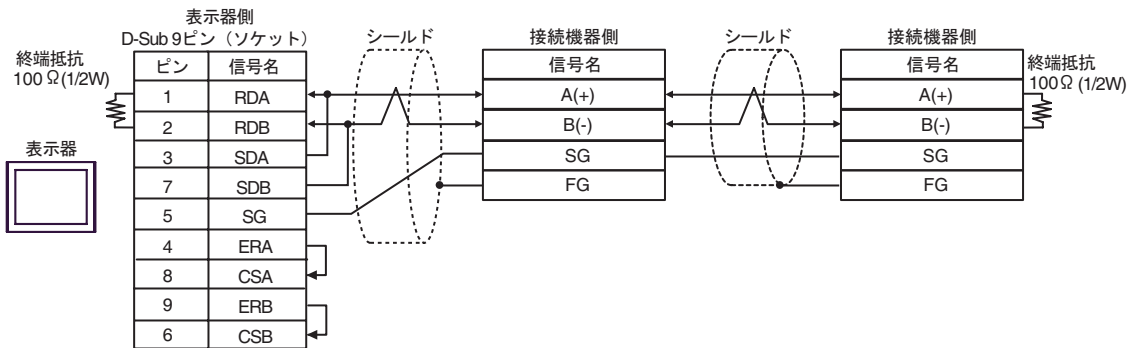 表示器側
D-Sub 9ピン（ソケット）
終端抵抗
100 Ω(1/2W)
表示器
ピン 信号名
1 RDA
2 RDB
3 SDA
7 SDB
5 SG
4 ERA
8 CSA
9 ERB
6 CSB
シールド
接続機器側
信号名
A(+)
B(-)
SG
FG
シールド
接続機器側
信号名
A(+)
B(-)
SG
FG
終端抵抗
100Ω (1/2W)